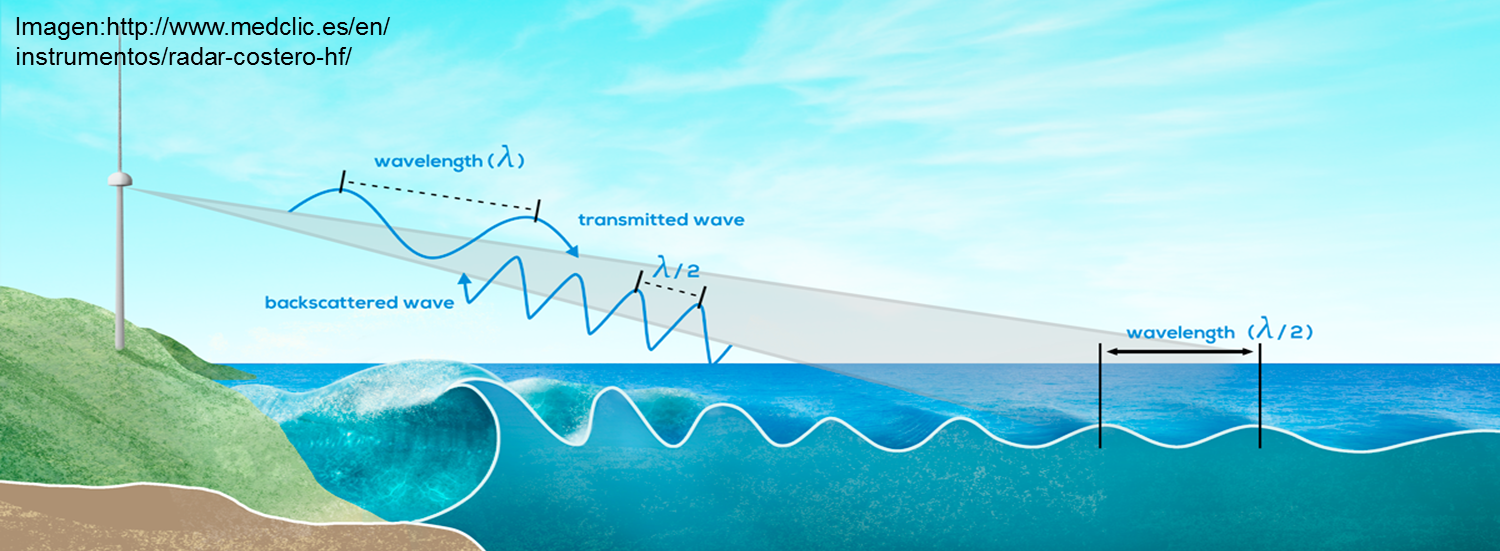 Imagen:http://www.medclic.es/en/
instrumentos/radar-costero-hf/
wavelength (λ)
transmitted wave
λ/2
backscattered wave
wavelength (λ/2)